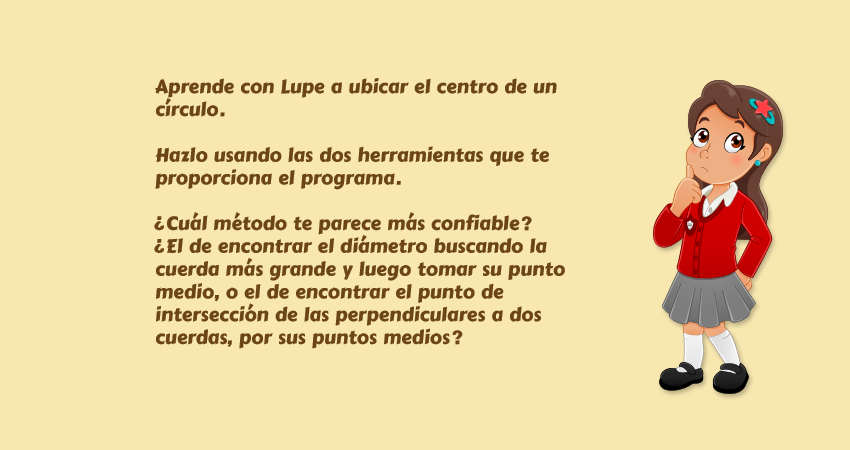 Aprende con Lupe a ubicar el centro de un
círculo.
Hazlo usando las dos herramientas que te
proporciona el programa.
¿Cuál método te parece más confiable?
¿El de encontrar el diámetro buscando la
cuerda más grande y luego tomar su punto
medio, o el de encontrar el punto de
intersección de las perpendiculares a dos
cuerdas, por sus puntos medios?